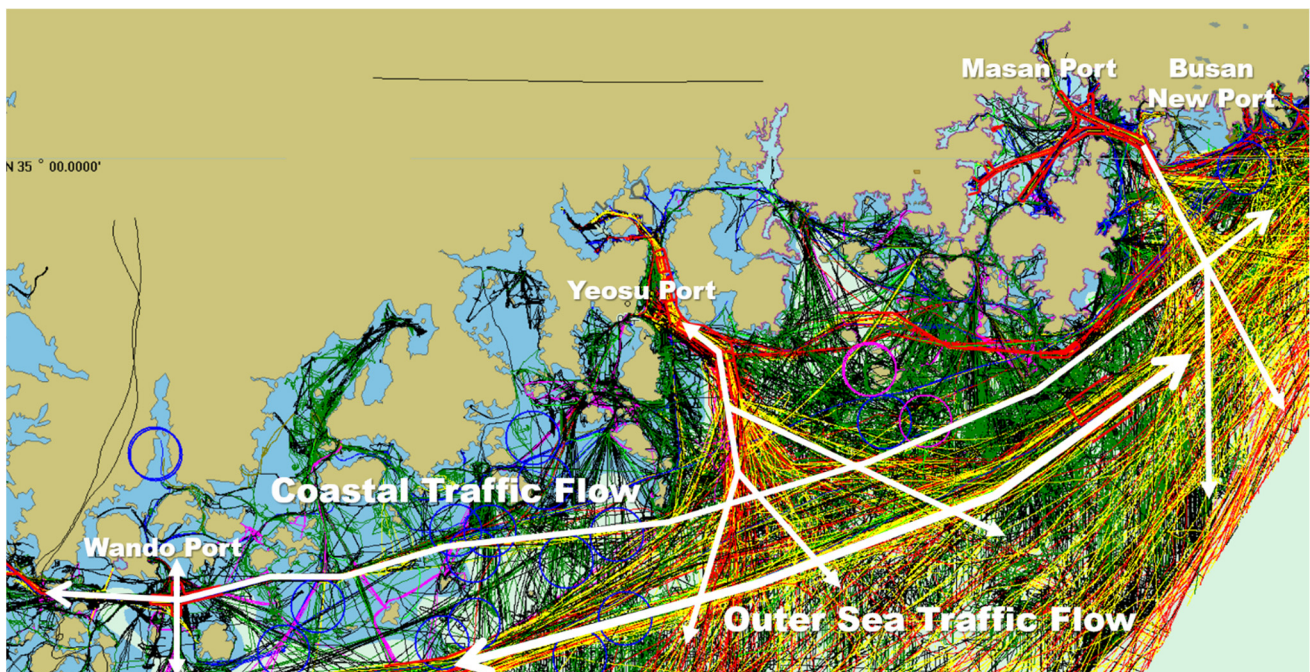 Masan Port
Busan
New Port
N 35 ° 00.0000'
Yeosu Port
Coastal Traffic Flow
Wando Port
Outer Sea Traffic Flow